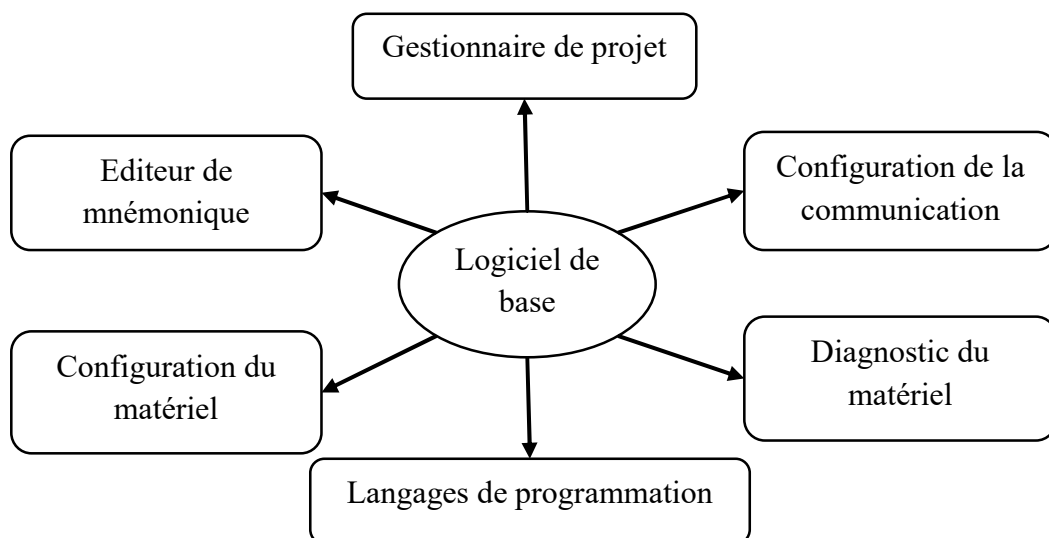 Gestionnaire de projet
Editeur de
mnémonique
Configuration de la
communication
Logiciel de
base
Configuration du
matériel
Diagnostic du
matériel
Langages de programmation